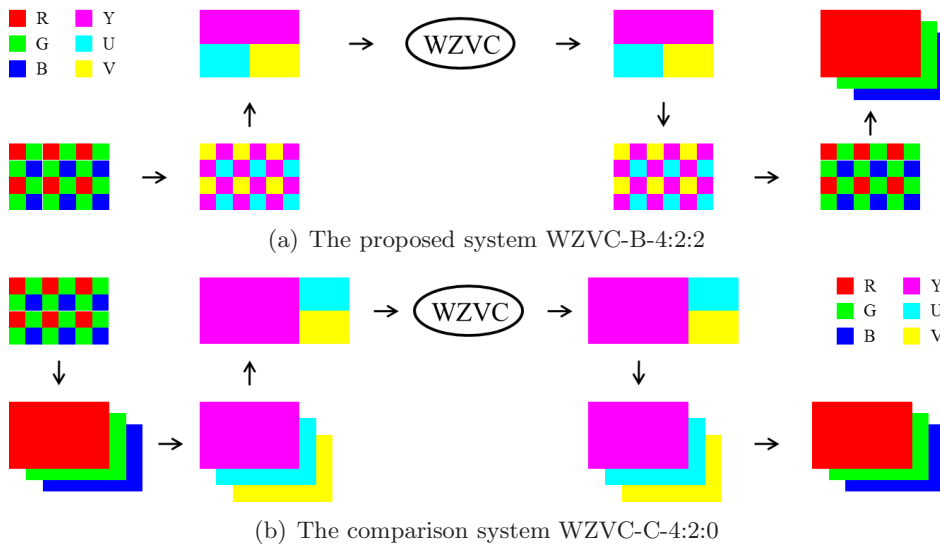 R Y
G U
B V
WZVC
(a) The proposed system WZVC-B-4:2:2
WZVC
R Y
G U
B V
(b) The comparison system WZVC-C-4:2:0